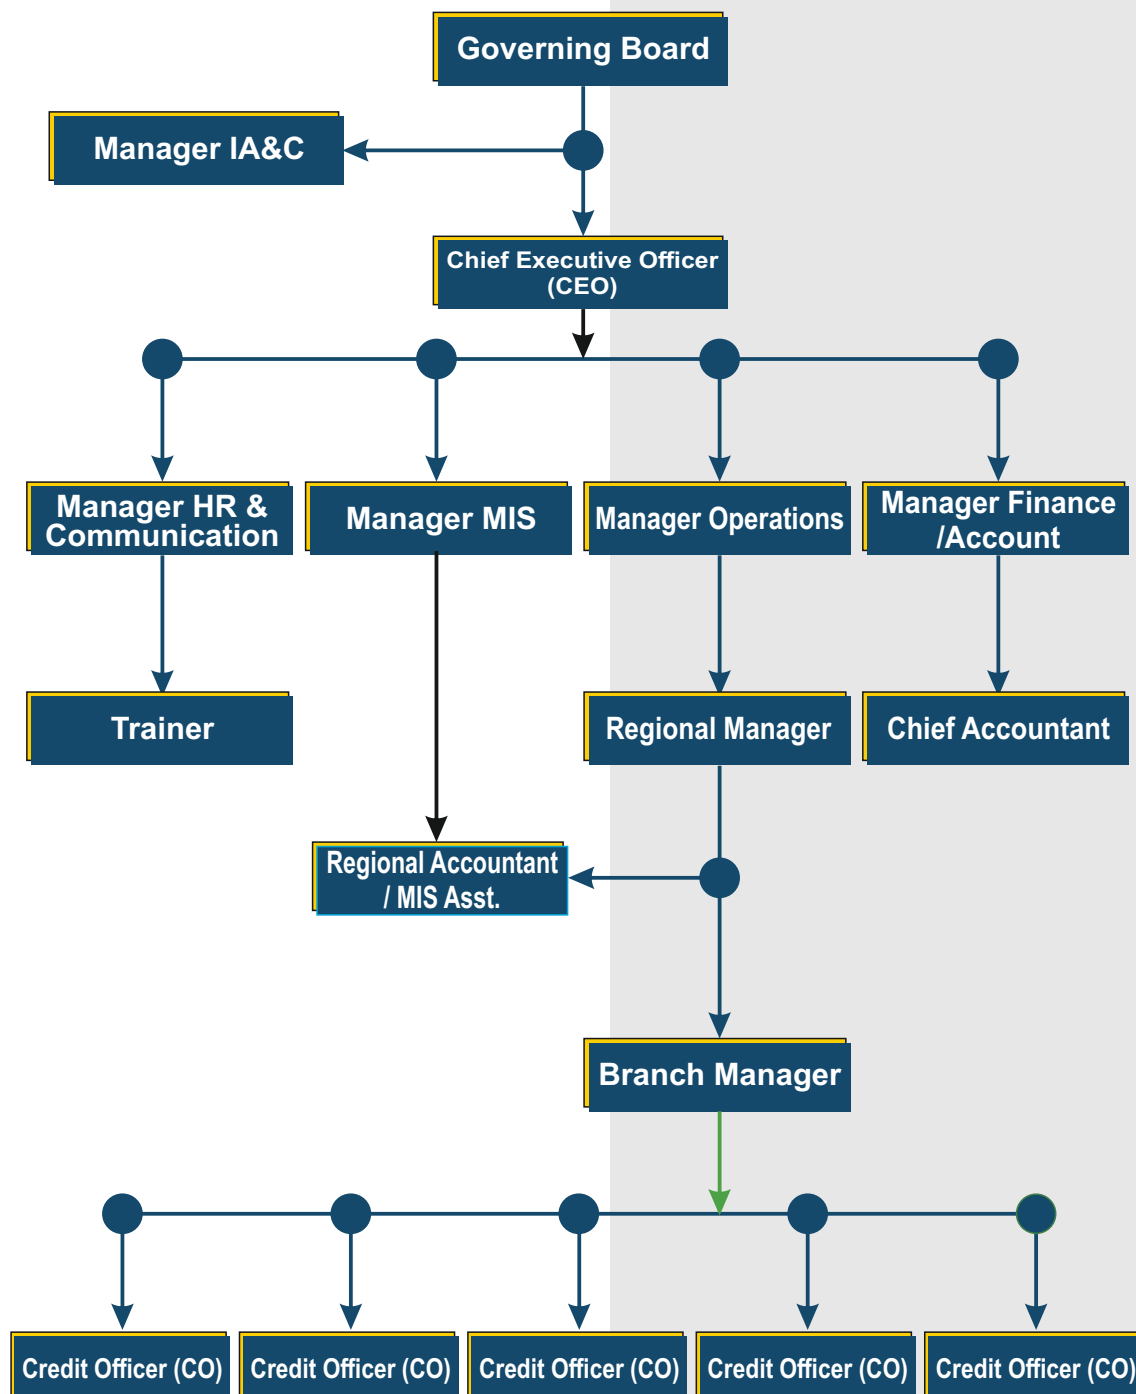 Governing Board
Manager IA&C
Chief Executive Officer
(CEO)
Manager HR &
Communication
Manager MIS
Manager Operations
Manager Finance
/Account
Trainer
Regional Manager
Chief Accountant
Regional Accountant
/ MIS Asst.
Branch Manager
Credit Officer (CO)
Credit Officer (CO)
Credit Officer (CO)
Credit Officer (CO)
Credit Officer (CO)